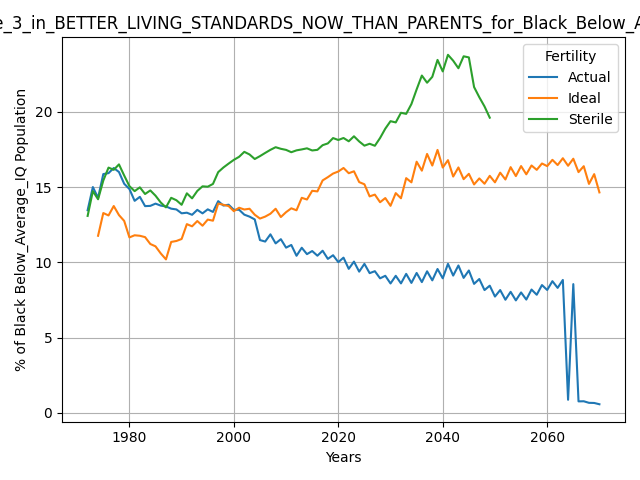 e_3_in_BETTER_LIVING_STANDARDS_NOW_THAN_PARENTS_for_Black_Below_A
Fertility
Actual
Ideal
Sterile
% of Black Below_Average_IQ Population
20
15
10
5
0
1980
2000
2020
2040
2060
Years